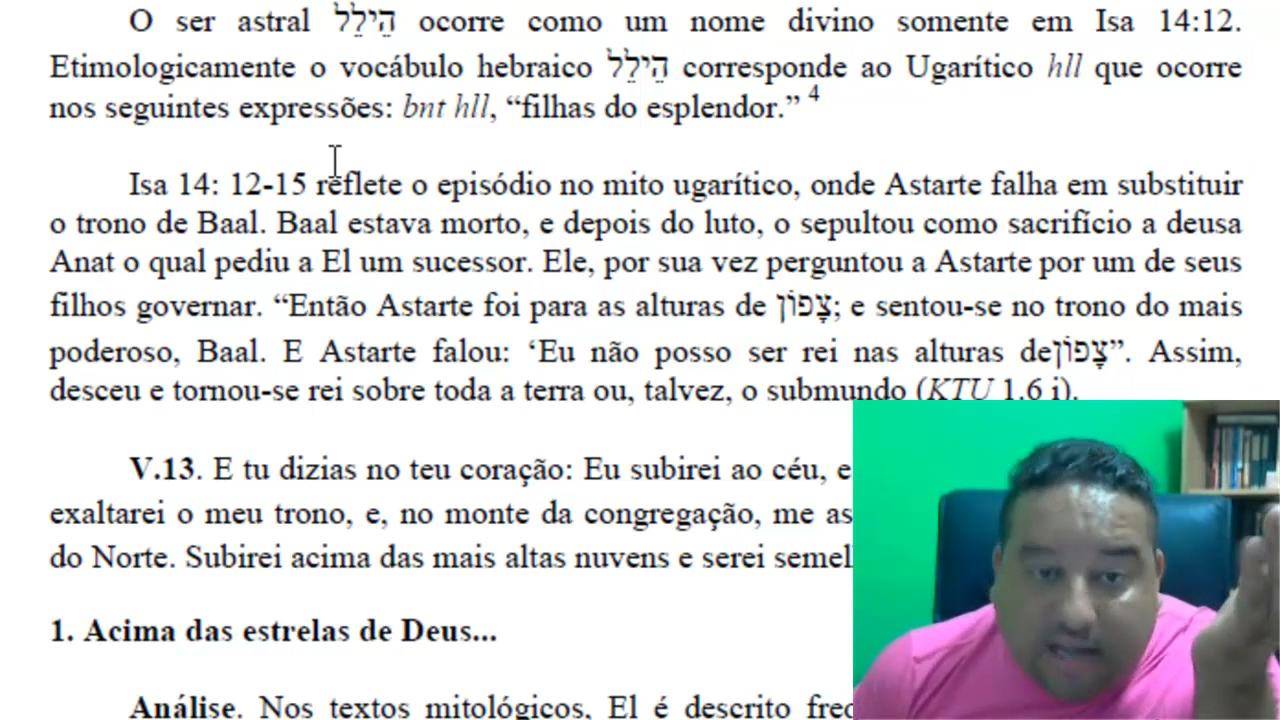 O ser astral הֵילֵל ocorre como um nome divino somente em Isa 14:12.
Etimologicamente o vocábulo hebraico הֵילֵל corresponde ao Ugarítico hll que ocorre
nos seguintes expressões: bnt hll, “filhas do esplendor.” 4
Isa 14: 12-15 reflete o episódio no mito ugarítico, onde Astarte falha em substituir
o trono de Baal. Baal estava morto, e depois do luto, o sepultou como sacrifício a deusa
Anat o qual pediu a El um sucessor. Ele, por sua vez perguntou a Astarte por um de seus
filhos governar. “Então Astarte foi para as alturas de צָפוֹן; e sentou-se no trono do mais
poderoso, Baal. E Astarte falou: ‘Eu não posso ser rei nas alturas deצָפוֹן”. Assim,
desceu e tornou-se rei sobre toda a terra ou, talvez, o submundo (KTU 1.6 i).
V.13. E tu dizias no teu coração: Eu subirei ao céu, e
exaltarei o meu trono, e, no monte da congregação, me as
do Norte. Subirei acima das mais altas nuvens e serei semel
1. Acima das estrelas de Deus...
Análise. Nos textos mitológicos, El é descrito